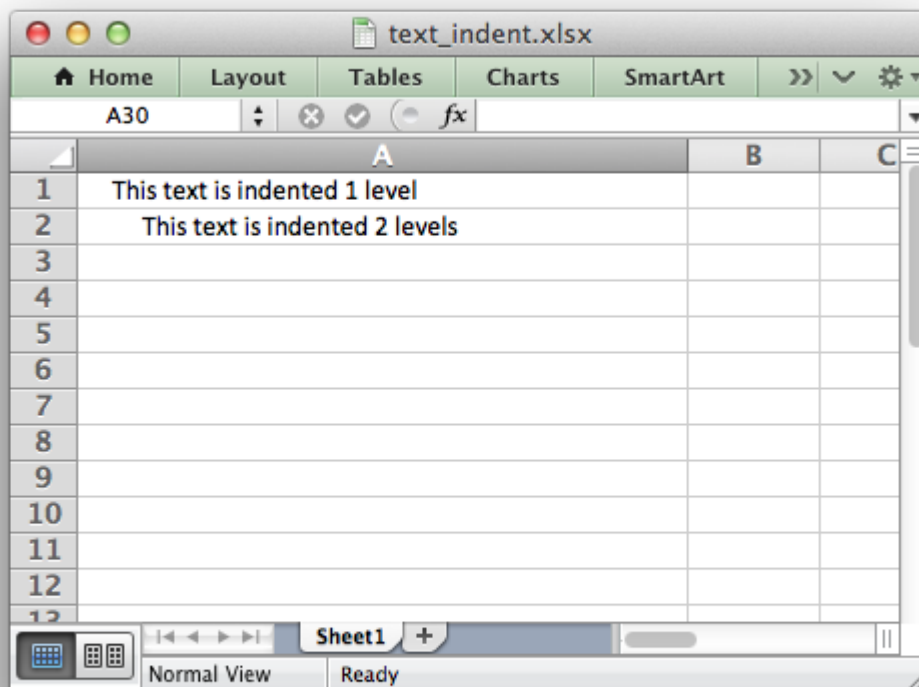 text_indent.xlsx
Home Layout Tables Charts SmartArt
A30 fx
A B C
1 This text is indented 1 level
2 This text is indented 2 levels
3
4
5
6
7
8
9
10
11
12
13
Sheet1 +
Normal View Ready